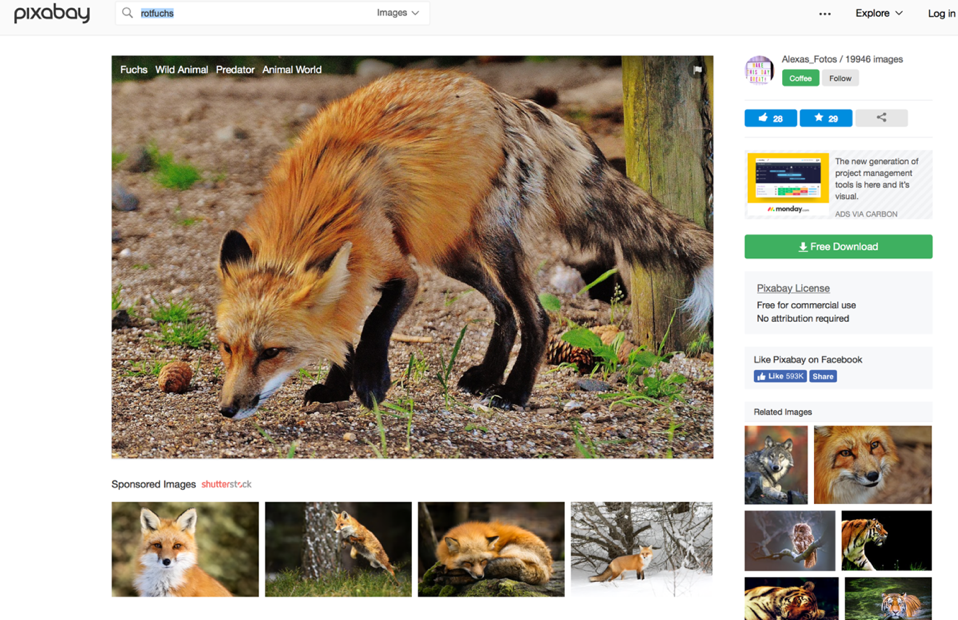 pixabay
rotfuchs
Images
Explore
Log in
Fuchs Wild Animal Predator Animal World
Alexas_Fotos / 19946 images
Coffee Follow
28 29
The new generation of
project management
tools is here and it's
visual.
monday.com
ADS VIA CARBON
Free Download
Pixabay License
Free for commercial use
No attribution required
Like Pixabay on Facebook
Like 593K Share
Related Images
Sponsored Images shutterstock